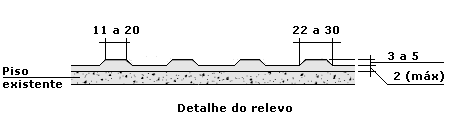 11 a 20
22 a 30
3 a 5
Piso
existente
2 (máx)
Detalhe do relevo